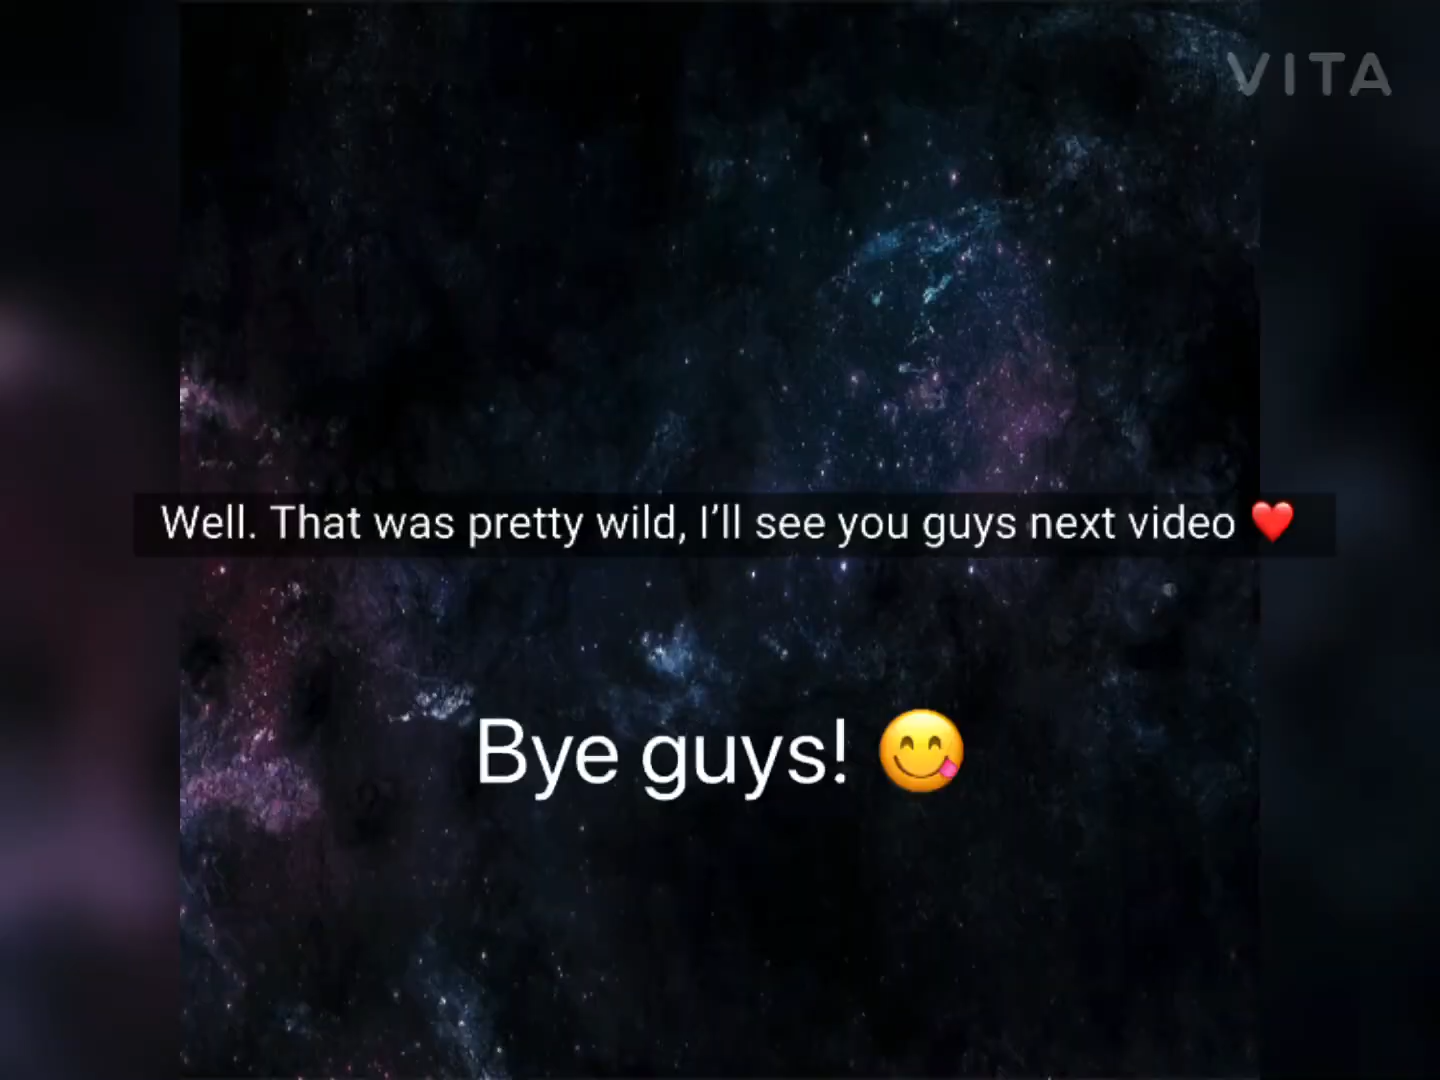 VITA
Well. That was pretty wild, I’ll see you guys next video ❤️
Bye guys! 😋